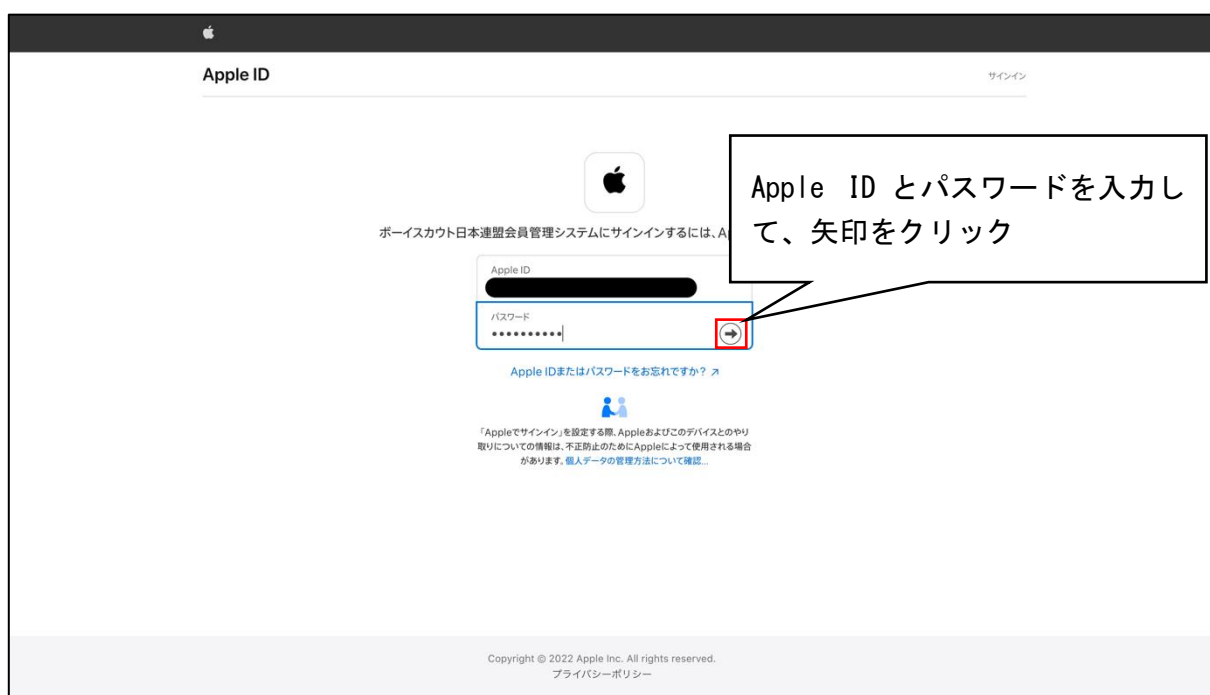 Apple ID
サインイン
Apple ID とパスワードを入力し
て、矢印をクリック
ボーイスカウト日本連盟会員管理システムにサインインするには、A
Apple ID
パスワード
Apple IDまたはパスワードをお忘れですか？ ↗
「Appleでサインイン」を設定する際、Appleおよびこのデバイスとのやり
取りについての情報は、不正防止のためにAppleによって使用される場合
があります。個人データの管理方法について確認...
Copyright © 2022 Apple Inc. All rights reserved.
プライバシーポリシー